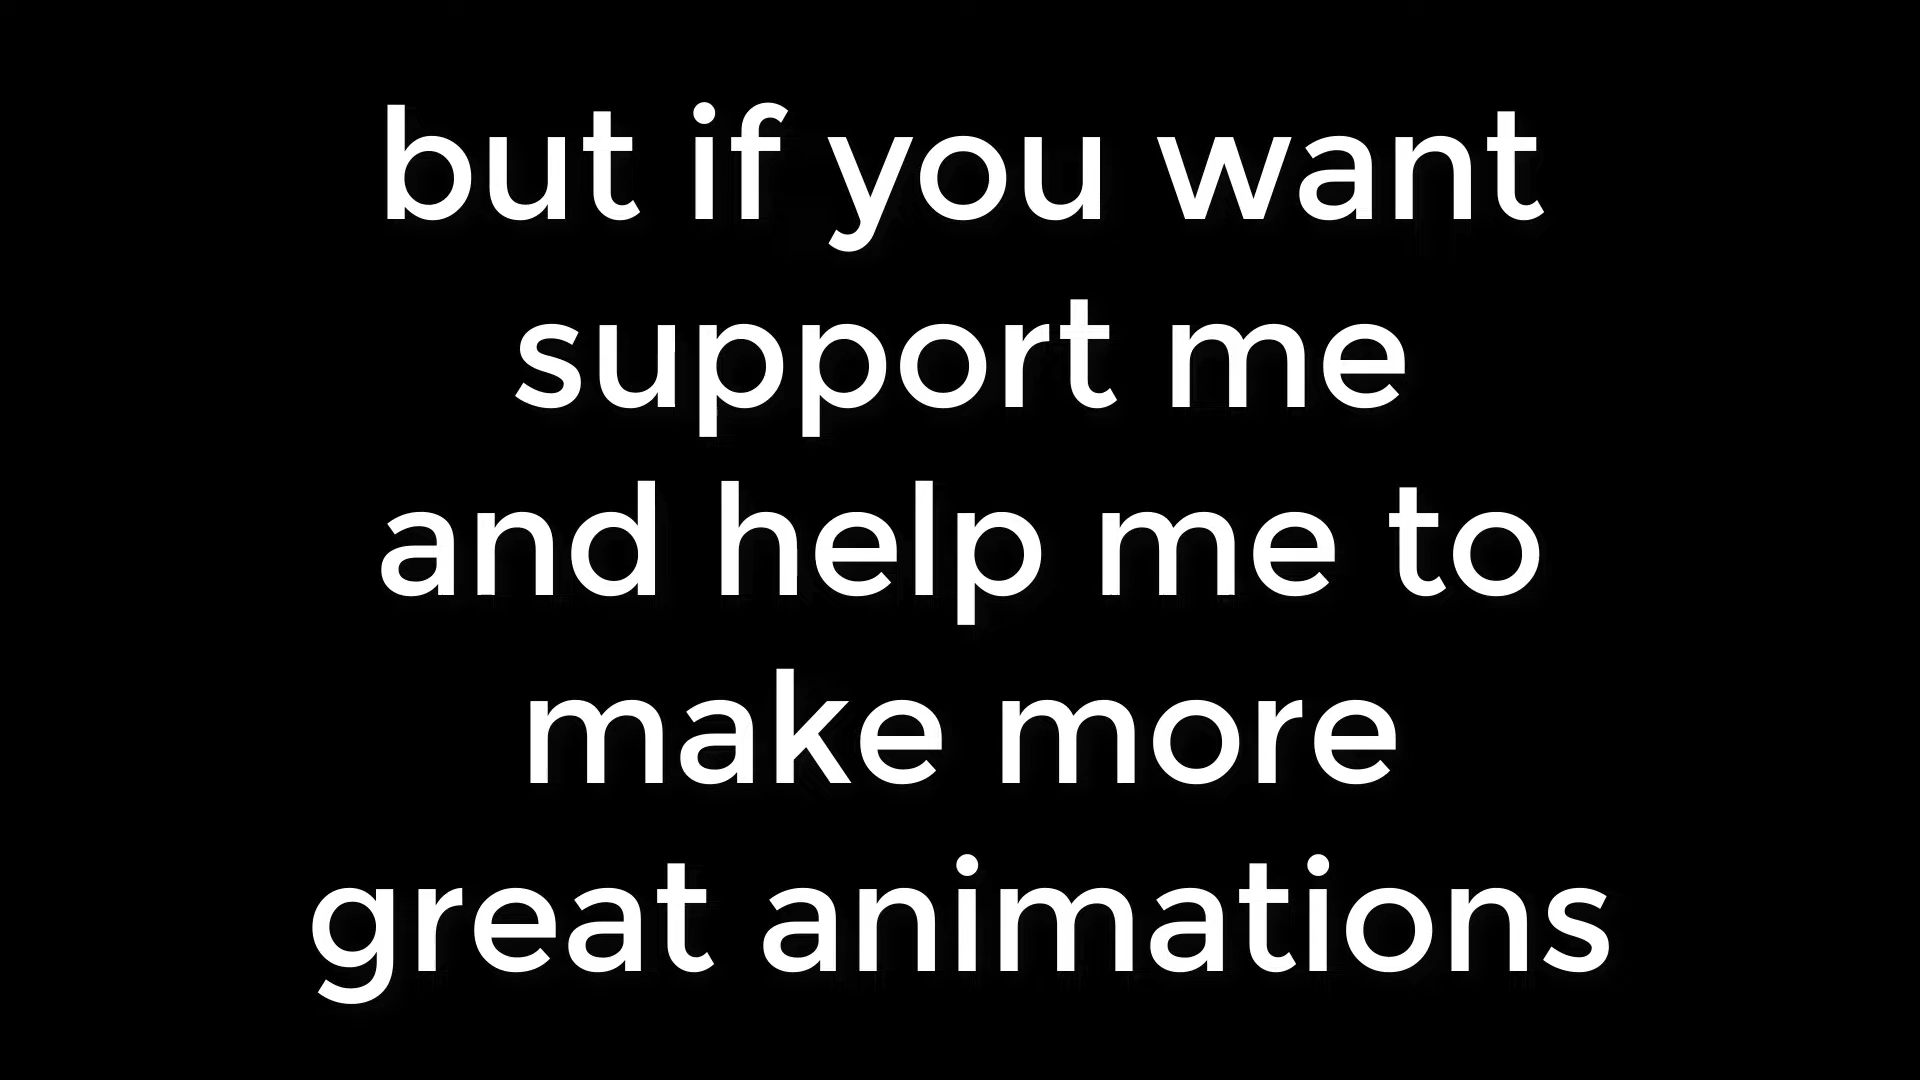 but if you want
support me
and help me to
make more
great animations